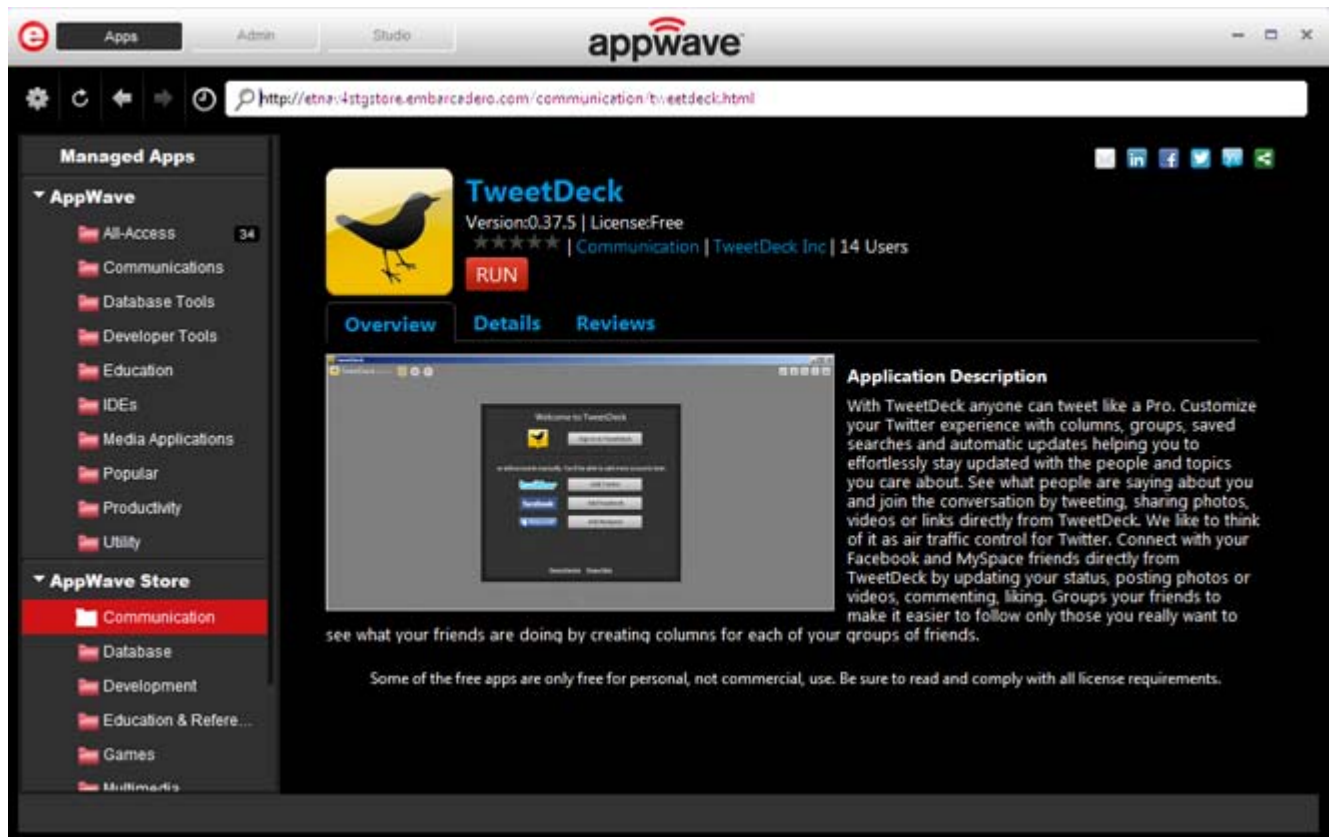 Apps Admin Studio appwave
http://etnav4stgstore.embarcadero.com/communication/tweetdeck.html
Managed Apps
AppWave
All-Access 34
Communications
Database Tools
Developer Tools
Education
IDEs
Media Applications
Popular
Productivity
Utility
AppWave Store
Communication
Database
Development
Education & Refere...
Games
Multimedia
TweetDeck
Version:0.37.5 | License:Free
| Communication | TweetDeck Inc | 14 Users
RUN
Overview Details Reviews
TweetDeck
Welcome to TweetDeck
twitter
facebook
Application Description
With TweetDeck anyone can tweet like a Pro. Customize
your Twitter experience with columns, groups, saved
searches and automatic updates helping you to
effortlessly stay updated with the people and topics
you care about. See what people are saying about you
and join the conversation by tweeting, sharing photos,
videos or links directly from TweetDeck. We like to think
of it as air traffic control for Twitter. Connect with your
Facebook and MySpace friends directly from
TweetDeck by updating your status, posting photos or
videos, commenting, liking. Groups your friends to
make it easier to follow only those you really want to
see what your friends are doing by creating columns for each of your groups of friends.
Some of the free apps are only free for personal, not commercial, use. Be sure to read and comply with all license requirements.